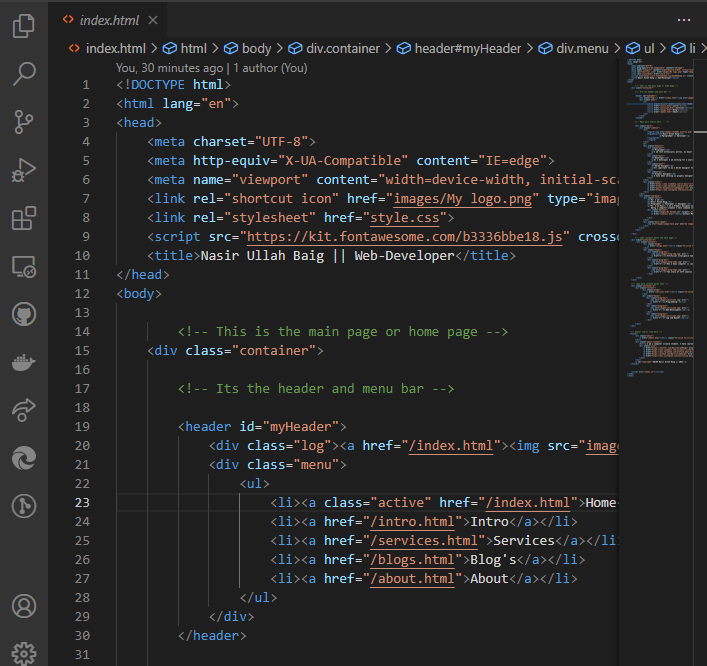 index.html
index.html > html > body > div.container > header#myHeader > div.menu > ul > li
You, 30 minutes ago | 1 author (You)
1 <!DOCTYPE html>
2 <html lang="en">
3 <head>
4 <meta charset="UTF-8">
5 <meta http-equiv="X-UA-Compatible" content="IE=edge">
6 <meta name="viewport" content="width=device-width, initial-sca
7 <link rel="shortcut icon" href="images/My logo.png" type="imag
8 <link rel="stylesheet" href="style.css">
9 <script src="https://kit.fontawesome.com/b3336bbe18.js" crosso
10 <title>Nasir Ullah Baig || Web-Developer</title>
11 </head>
12 <body>
13
14 <!-- This is the main page or home page -->
15 <div class="container">
16
17 <!-- Its the header and menu bar -->
18
19 <header id="myHeader">
20 <div class="log"><a href="/index.html"><img src="image
21 <div class="menu">
22 <ul>
23 <li><a class="active" href="/index.html">Home<
24 <li><a href="/intro.html">Intro</a></li>
25 <li><a href="/services.html">Services</a></li
26 <li><a href="/blogs.html">Blog's</a></li>
27 <li><a href="/about.html">About</a></li>
28 </ul>
29 </div>
30 </header>
31